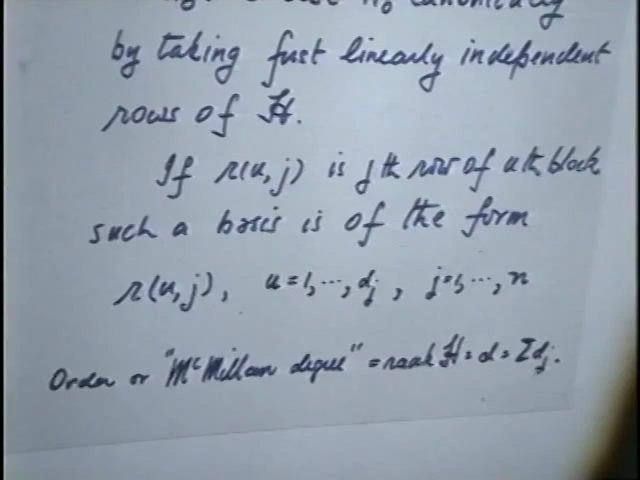 canonically
by taking first linearly independent
rows of ℋ.
If r(u,j) is jth row of uth block
such a basis is of the form
r(u,j), u=1,...,dⱼ, j=1,...,n
Order or "McMillan degree" = rank ℋ = d = Σdⱼ.